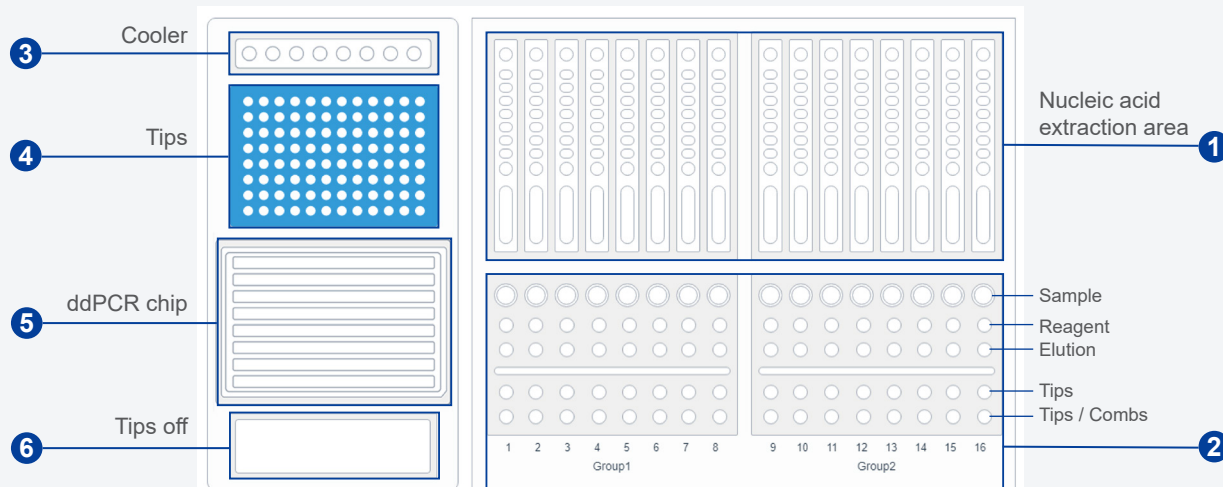 3
Cooler
4
Tips
5
ddPCR chip
6
Tips off
Nucleic acid
extraction area
1
Sample
Reagent
Elution
Tips
Tips / Combs
2
1 2 3 4 5 6 7 8
Group1
9 10 11 12 13 14 15 16
Group2